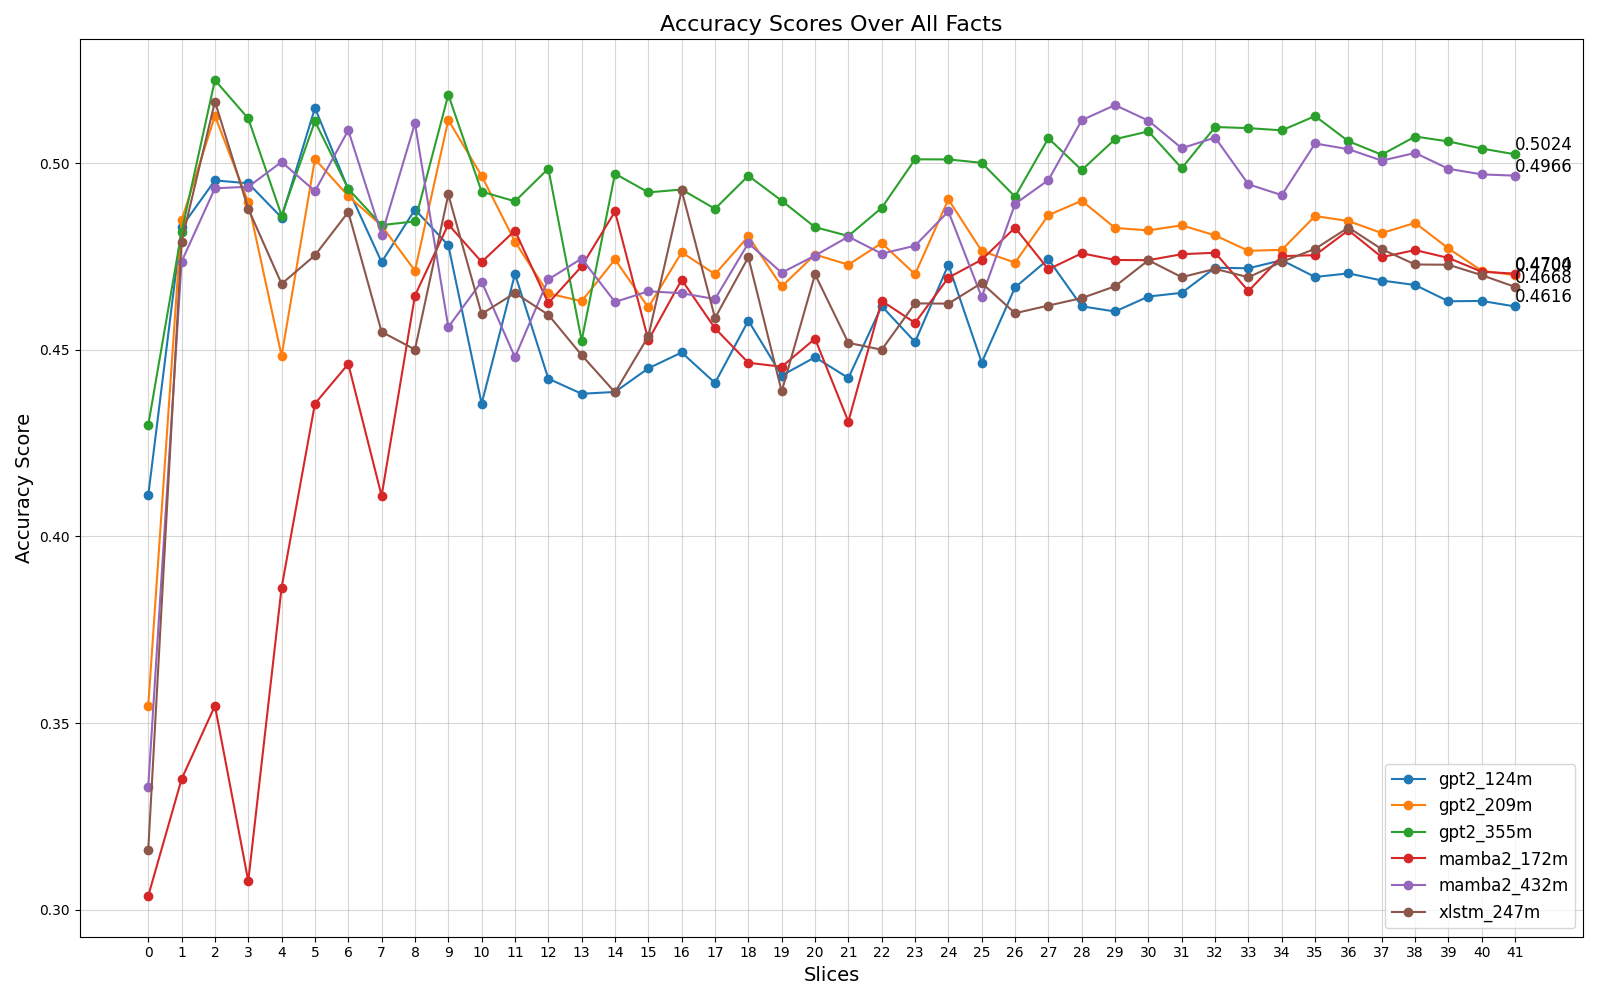 Accuracy Scores Over All Facts
Accuracy Score
0.50
0.45
0.40
0.35
0.30
0.5024
0.4966
0.4704
0.4668
0.4616
gpt2_124m
gpt2_209m
gpt2_355m
mamba2_172m
mamba2_432m
xlstm_247m
0 1 2 3 4 5 6 7 8 9 10 11 12 13 14 15 16 17 18 19 20 21 22 23 24 25 26 27 28 29 30 31 32 33 34 35 36 37 38 39 40 41
Slices